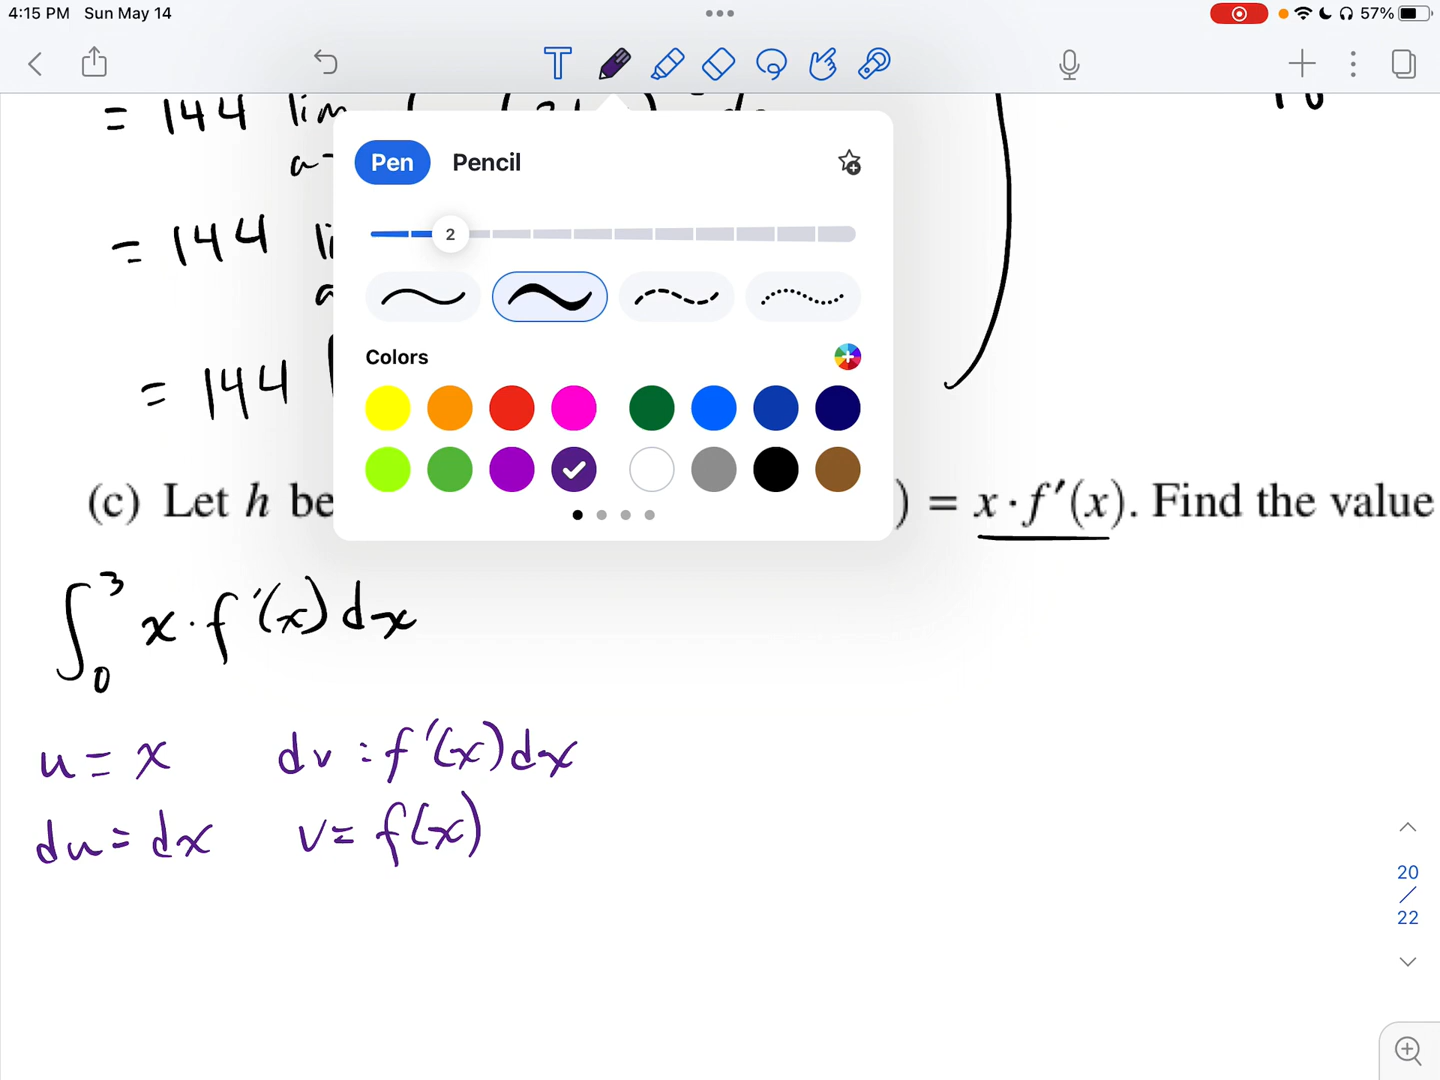 4:15 PM Sun May 14
57%
T
= 144 lim
Pen Pencil
2
= 144
Colors
= 144
(c) Let h be ) = x · f′(x). Find the value
∫₀³ x · f′(x) dx
u = x dv = f′(x) dx
du = dx v = f(x)
20
/
22